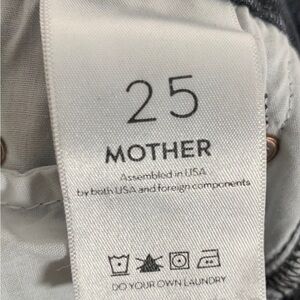 25
MOTHER
Assembled in USA
by both USA and foreign components
DO YOUR OWN LAUNDRY